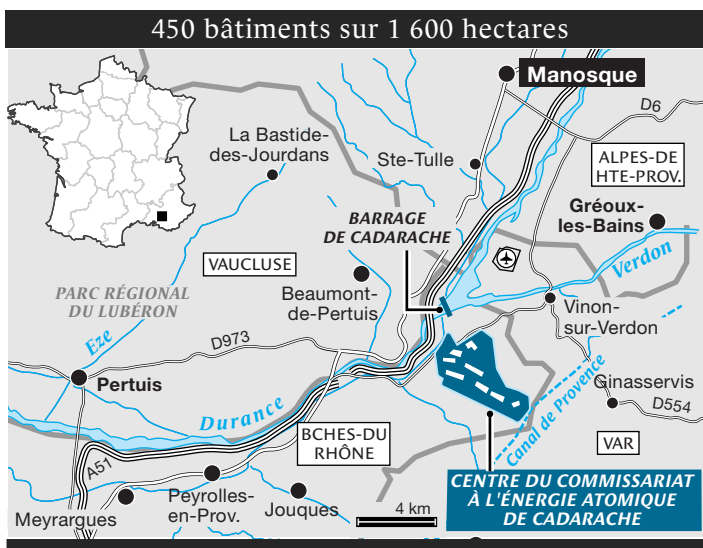 450 bâtiments sur 1 600 hectares
Manosque
D6
La Bastide-
des-Jourdans
Ste-Tulle
ALPES-DE
HTE-PROV.
BARRAGE
DE CADARACHE
Gréoux-
les-Bains
VAUCLUSE
Verdon
PARC RÉGIONAL
DU LUBÉRON
Beaumont-
de-Pertuis
Vinon-
sur-Verdon
Eze
D973
Pertuis
Durance
Ginasservis
D554
Canal de Provence
BCHES-DU
RHÔNE
VAR
A51
Peyrolles-
en-Prov.
Jouques
Meyrargues
4 km
CENTRE DU COMMISSARIAT
À L'ÉNERGIE ATOMIQUE
DE CADARACHE